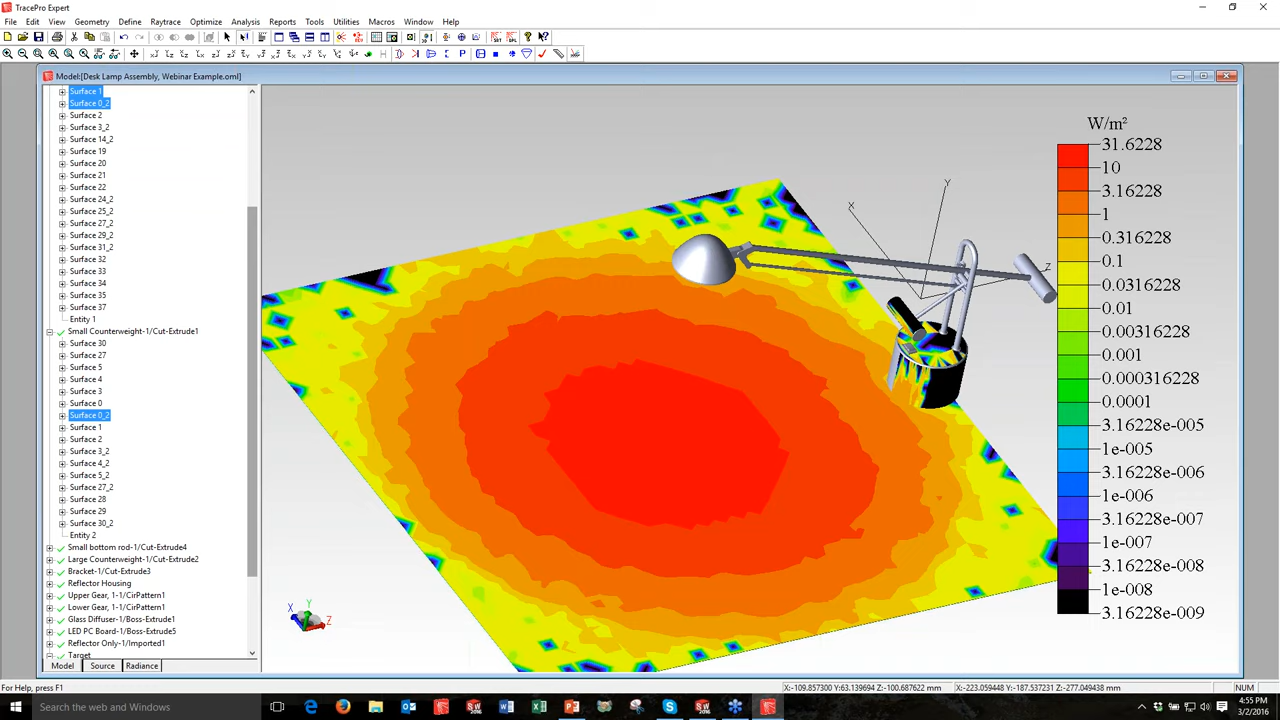 TracePro Expert
File Edit View Geometry Define Raytrace Optimize Analysis Reports Tools Utilities Macros Window Help
Model:[Desk Lamp Assembly, Webinar Example.oml]
Surface 1
Surface 0_2
Surface 2
Surface 3_2
Surface 14_2
Surface 19
Surface 20
Surface 21
Surface 22
Surface 24_2
Surface 25_2
Surface 27_2
Surface 29_2
Surface 31_2
Surface 32
Surface 33
Surface 34
Surface 35
Surface 37
Entity 1
Small Counterweight-1/Cut-Extrude1
Surface 30
Surface 27
Surface 5
Surface 4
Surface 3
Surface 0
Surface 0_2
Surface 1
Surface 2
Surface 3_2
Surface 4_2
Surface 5_2
Surface 27_2
Surface 28
Surface 29
Surface 30_2
Entity 2
Small bottom rod-1/Cut-Extrude4
Large Counterweight-1/Cut-Extrude2
Bracket-1/Cut-Extrude3
Reflector Housing
Upper Gear, 1-1/CirPattern1
Lower Gear, 1-1/CirPattern1
Glass Diffuser-1/Boss-Extrude1
LED PC Board-1/Boss-Extrude5
Reflector Only-1/Imported1
Target
Model Source Radiance
X Y Z
X Y Z
W/m²
31.6228
10
3.16228
1
0.316228
0.1
0.0316228
0.01
0.00316228
0.001
0.000316228
0.0001
3.16228e-005
1e-005
3.16228e-006
1e-006
3.16228e-007
1e-007
3.16228e-008
1e-008
3.16228e-009
For Help, press F1
X:-109.857300 Y:63.139694 Z:-100.687622 mm
X:-223.059448 Y:-187.537231 Z:-277.049438 mm
NUM
Search the web and Windows
4:55 PM
3/2/2016